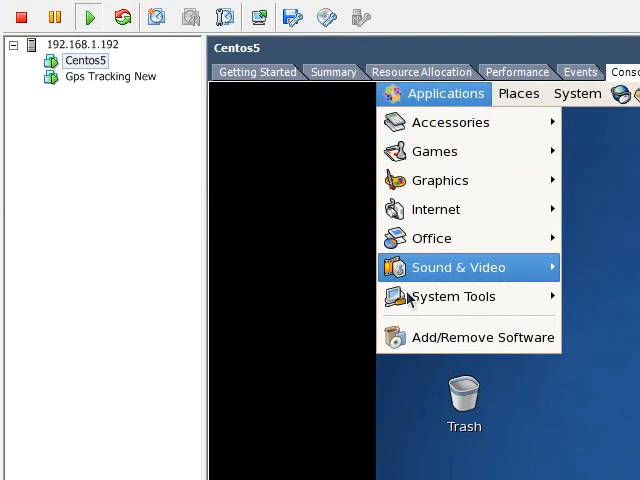 192.168.1.192
Centos5
Gps Tracking New
Centos5
Getting Started Summary Resource Allocation Performance Events Conso
Applications Places System
Accessories
Games
Graphics
Internet
Office
Sound & Video
System Tools
Add/Remove Software
Trash